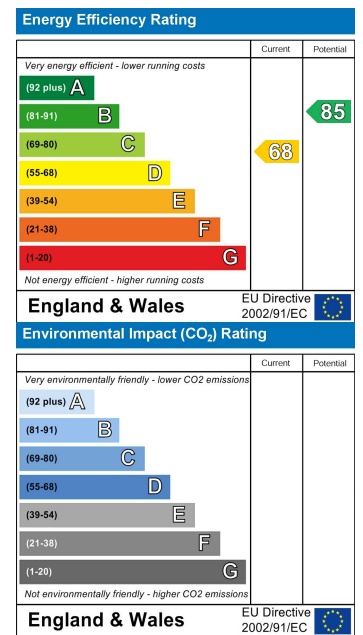 Energy Efficiency Rating
Current Potential
Very energy efficient - lower running costs
(92 plus) A
(81-91) B
85
(69-80) C
68
(55-68) D
(39-54) E
(21-38) F
(1-20) G
Not energy efficient - higher running costs
England & Wales
EU Directive
2002/91/EC
Environmental Impact (CO₂) Rating
Current Potential
Very environmentally friendly - lower CO2 emissions
(92 plus) A
(81-91) B
(69-80) C
(55-68) D
(39-54) E
(21-38) F
(1-20) G
Not environmentally friendly - higher CO2 emissions
England & Wales
EU Directive
2002/91/EC